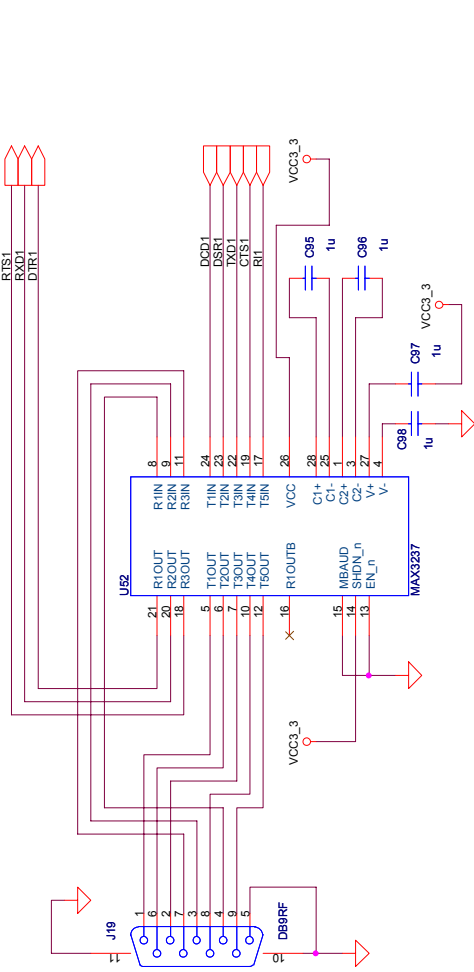 RTS1
RXD1
DTR1
DCD1
DSR1
TXD1
CTS1
RI1
VCC3_3
C95
1u
C96
1u
VCC3_3
C97
1u
C98
1u
8
9
11
24
23
22
19
17
26
28
25
1
3
27
4
R1IN
R2IN
R3IN
T1IN
T2IN
T3IN
T4IN
T5IN
VCC
C1+
C1-
C2+
C2-
V+
V-
U52
R1OUT
R2OUT
R3OUT
T1OUT
T2OUT
T3OUT
T4OUT
T5OUT
R1OUTB
MBAUD
SHDN_n
EN_n
MAX3237
21
20
18
5
6
7
10
12
16
15
14
13
VCC3_3
J19
1
6
2
7
3
8
4
9
5
DB9RF
11
10